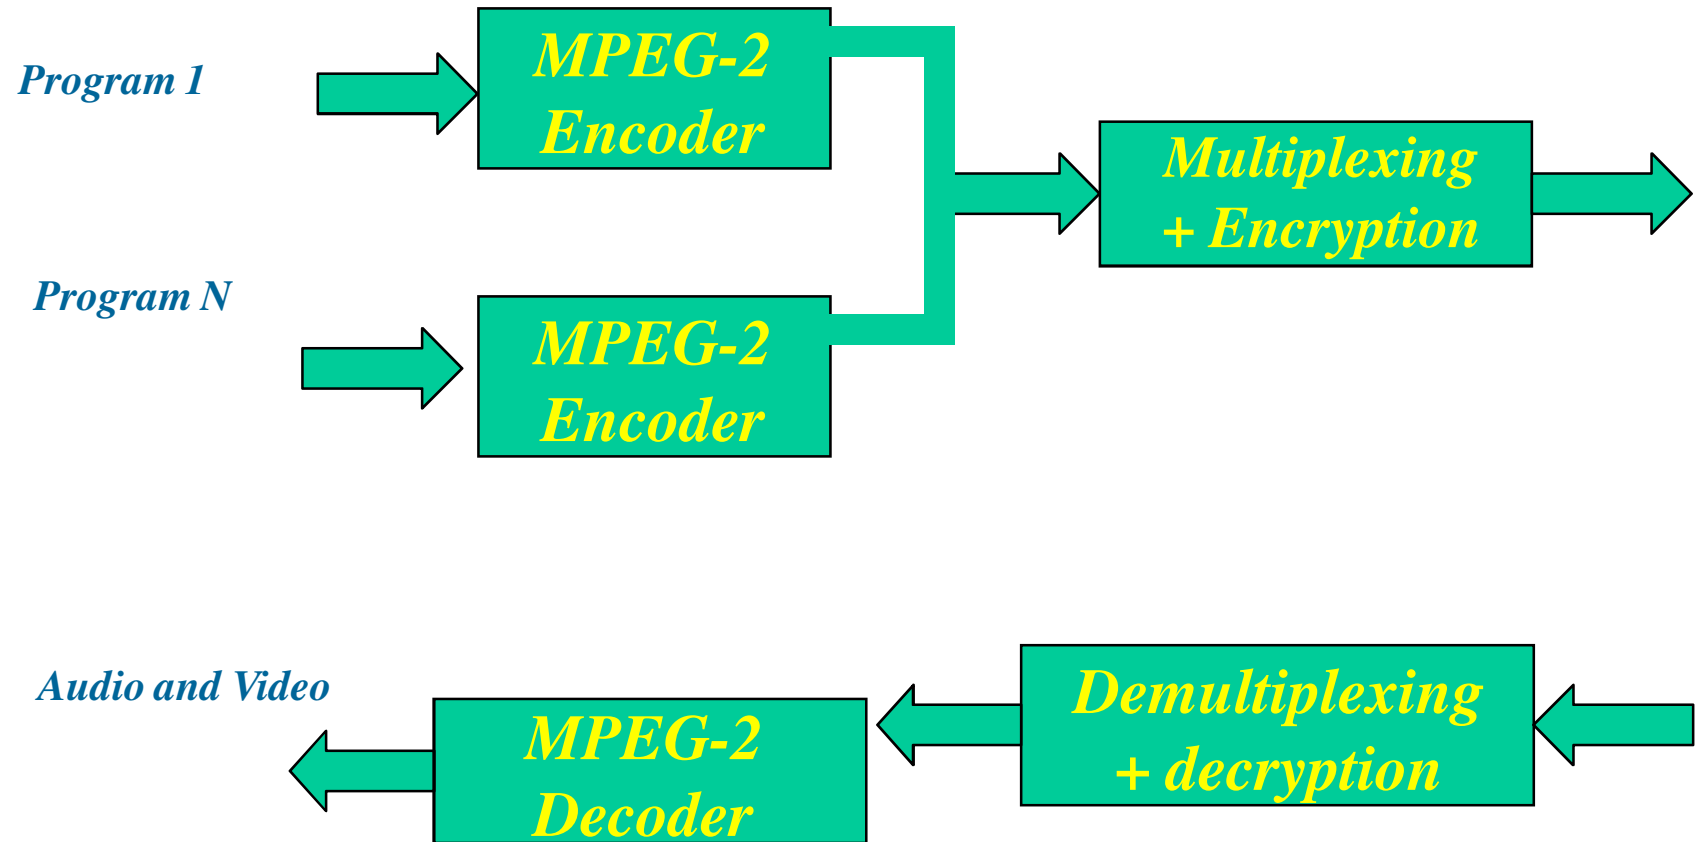 Program 1
MPEG-2
Encoder
Multiplexing
+ Encryption
Program N
MPEG-2
Encoder
Audio and Video
MPEG-2
Decoder
Demultiplexing
+ decryption